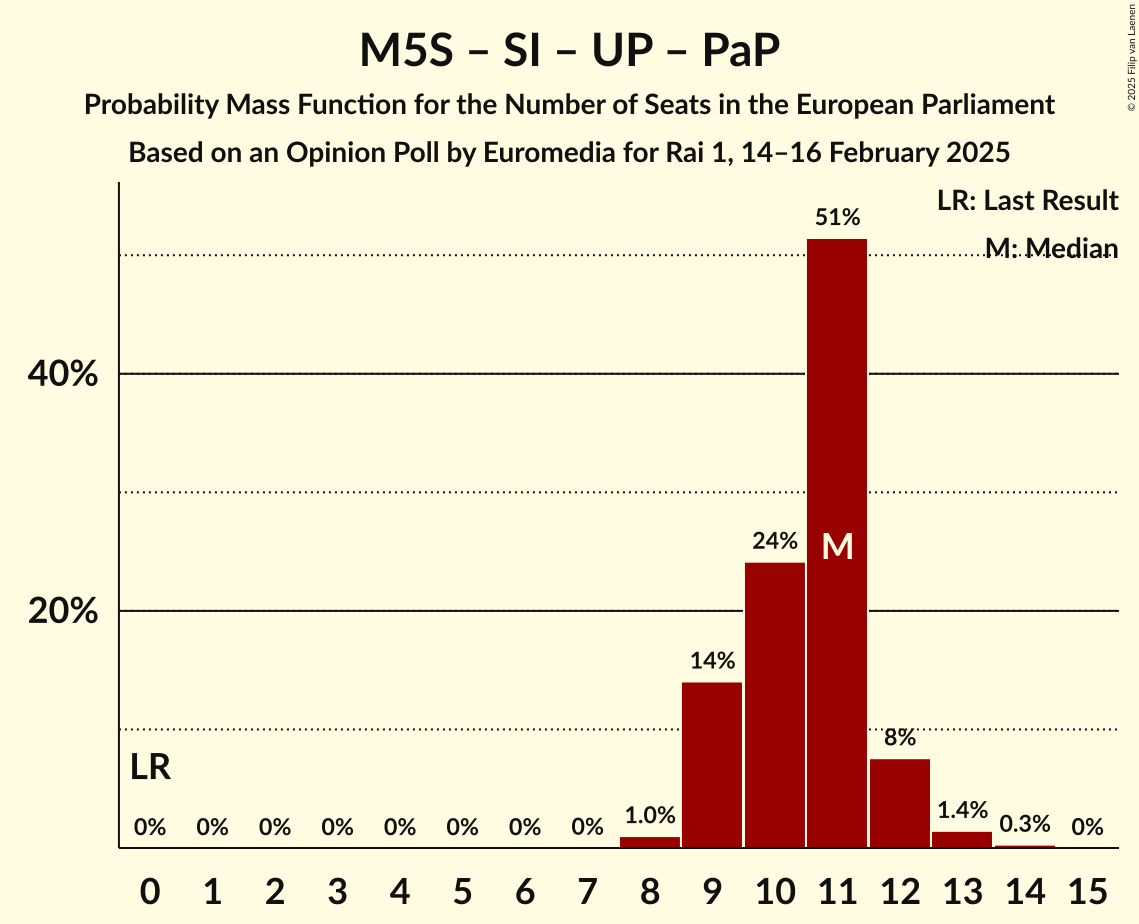 M5S – SI – UP – PaP
Probability Mass Function for the Number of Seats in the European Parliament
Based on an Opinion Poll by Euromedia for Rai 1, 14–16 February 2025
© 2025 Filip van Laenen
LR: Last Result
M: Median
51%
40%
24%
M
20%
14%
8%
LR
0% 0% 0% 0% 0% 0% 0% 0% 1.0% 1.4% 0.3% 0%
0 1 2 3 4 5 6 7 8 9 10 11 12 13 14 15